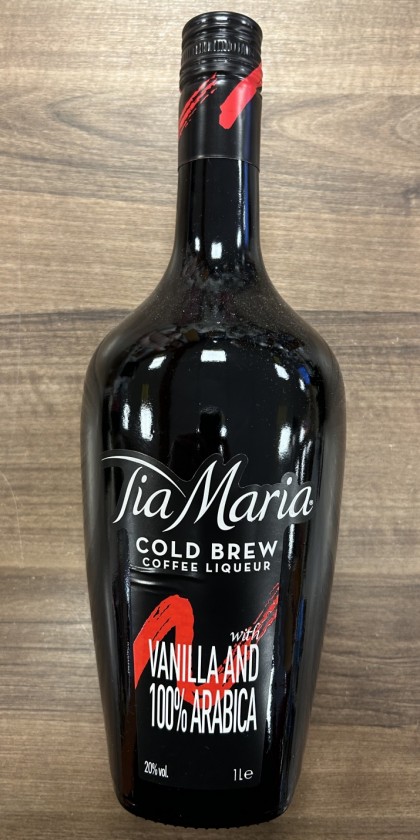 Tia Maria
COLD BREW
COFFEE LIQUEUR
with
VANILLA AND
100% ARABICA
20% vol. 1 L e